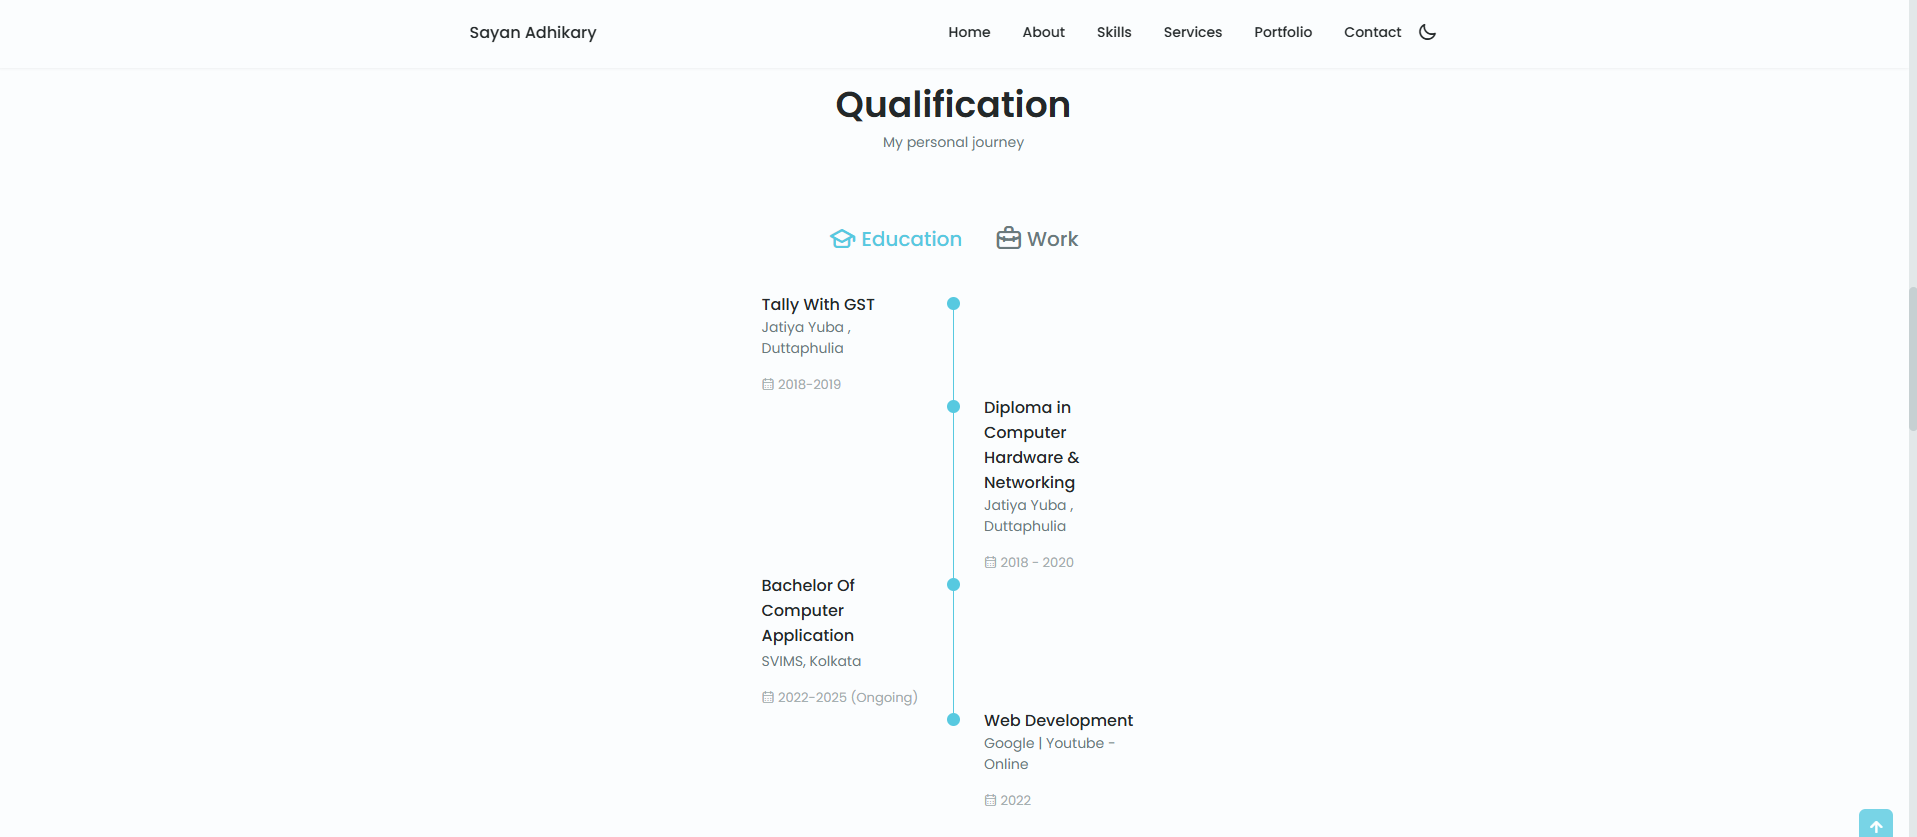 Sayan Adhikary
Home About Skills Services Portfolio Contact
Qualification
My personal journey
Education Work
Tally With GST
Jatiya Yuba ,
Duttaphulia
2018-2019
Diploma in
Computer
Hardware &
Networking
Jatiya Yuba ,
Duttaphulia
2018 - 2020
Bachelor Of
Computer
Application
SVIMS, Kolkata
2022-2025 (Ongoing)
Web Development
Google | Youtube -
Online
2022